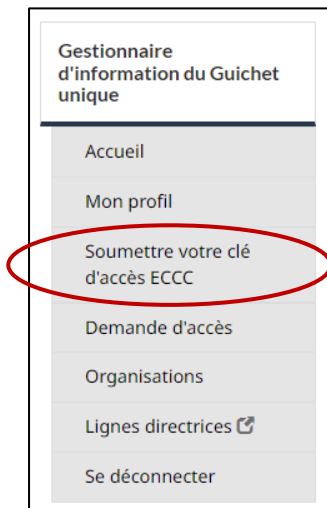 Gestionnaire
d'information du Guichet
unique
Accueil
Mon profil
Soumettre votre clé
d'accès ECCC
Demande d'accès
Organisations
Lignes directrices
Se déconnecter